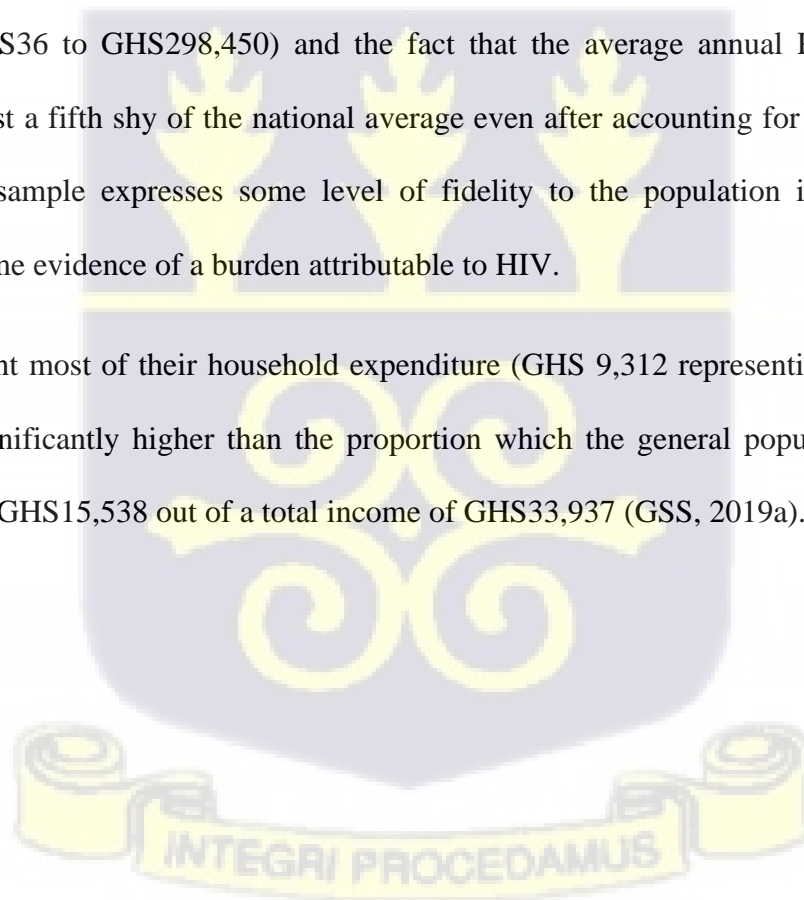 S36 to GHS298,450) and the fact that the average annual
st a fifth shy of the national average even after accounting for
sample expresses some level of fidelity to the population i
ne evidence of a burden attributable to HIV.
nt most of their household expenditure (GHS 9,312 representi
nificantly higher than the proportion which the general popu
GHS15,538 out of a total income of GHS33,937 (GSS, 2019a).
INTEGRI PROCEDAMUS